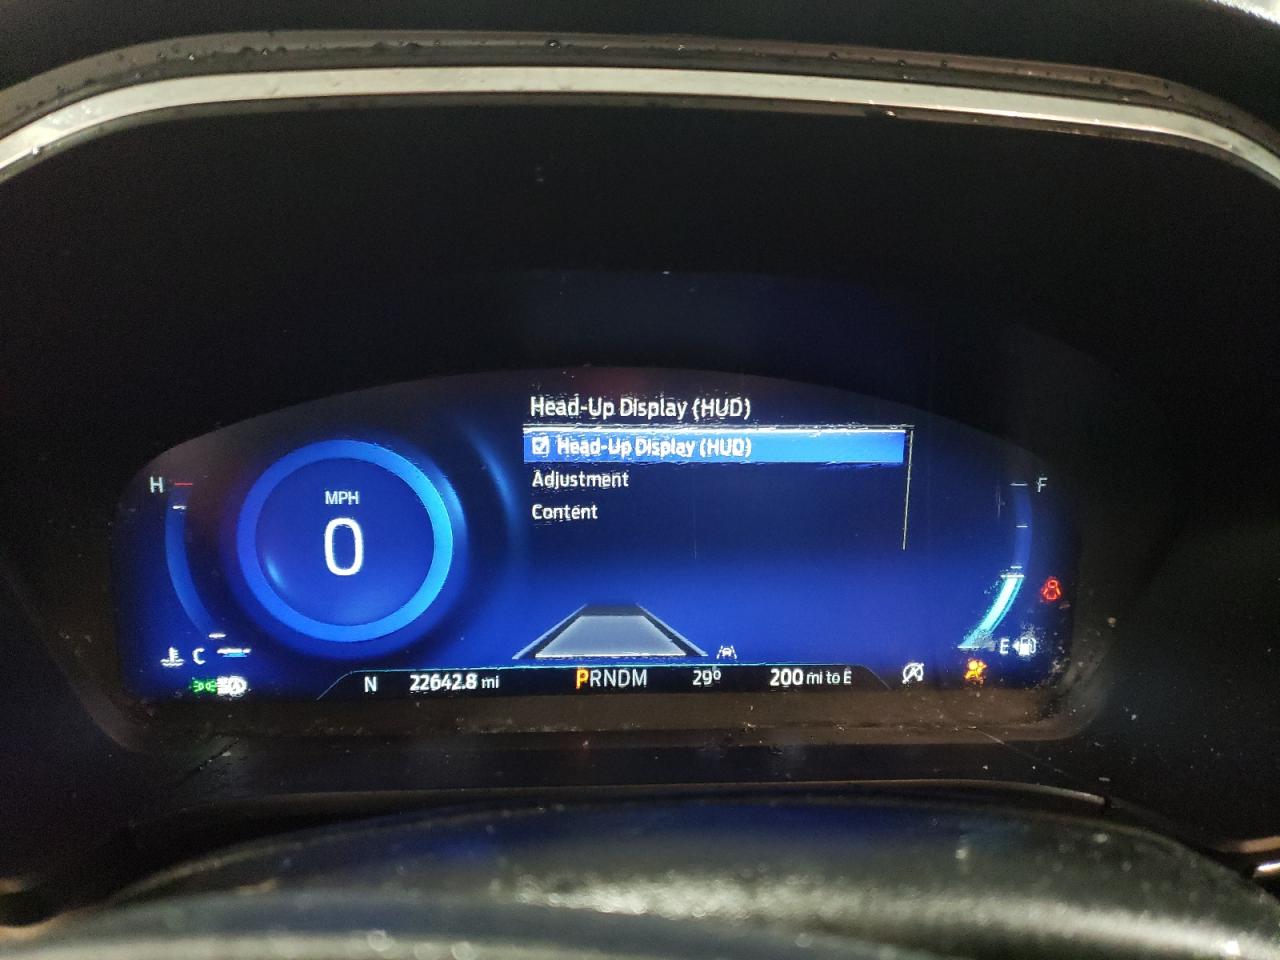 Head-Up Display (HUD)
Head-Up Display (HUD)
Adjustment
Content
H
F
MPH
0
C
E
N 22642.8 mi PRNDM 29° 200 mi to E